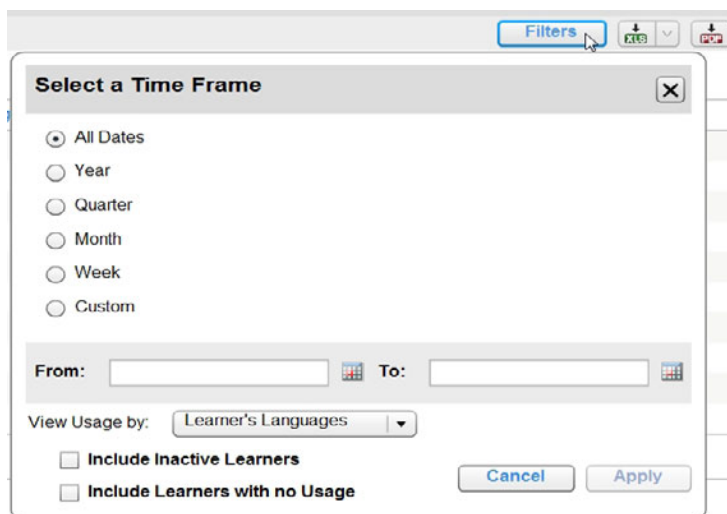 Filters
XLS
PDF
Select a Time Frame
All Dates
Year
Quarter
Month
Week
Custom
From:
To:
View Usage by: Learner's Languages
Include Inactive Learners
Include Learners with no Usage
Cancel
Apply